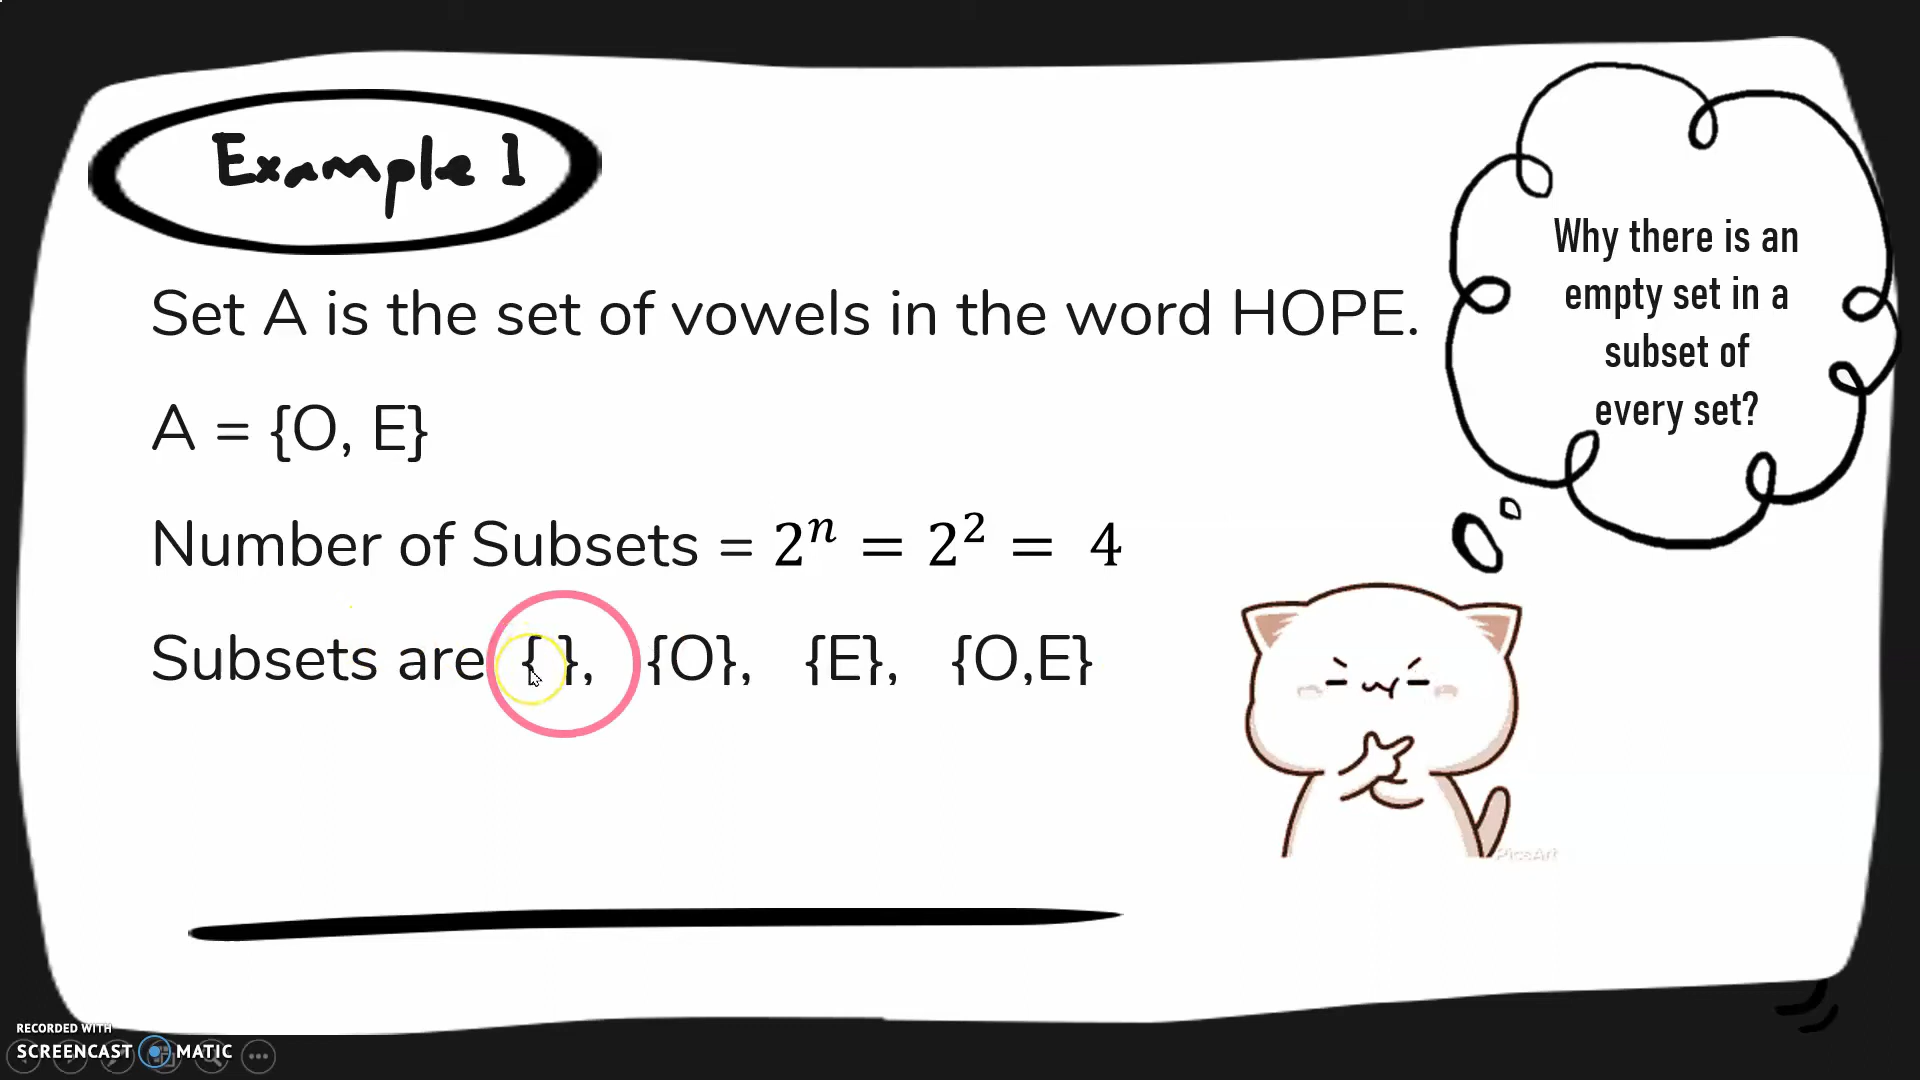 Example 1
Set A is the set of vowels in the word HOPE.
A = {O, E}
Number of Subsets = 2ⁿ = 2² = 4
Subsets are { }, {O}, {E}, {O,E}
Why there is an
empty set in a
subset of
every set?
PicsArt
RECORDED WITH
SCREENCAST MATIC